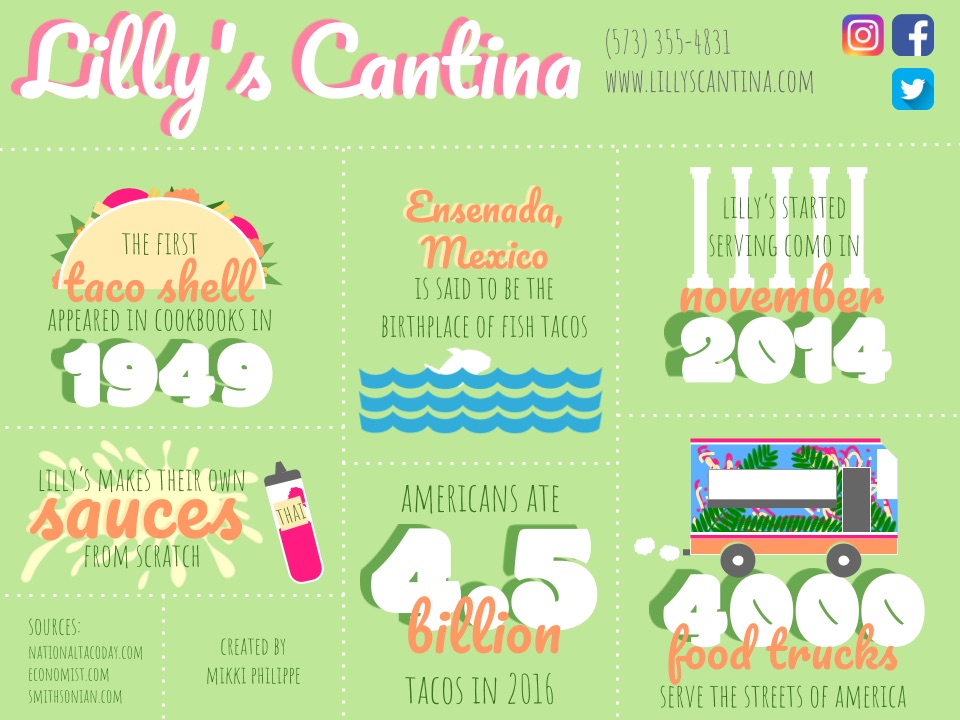 Lilly's Cantina
(573) 355-4831
WWW.LILLYSCANTINA.COM
THE FIRST
taco shell
APPEARED IN COOKBOOKS IN
1949
Ensenada,
Mexico
IS SAID TO BE THE
BIRTHPLACE OF FISH TACOS
LILLY'S STARTED
SERVING COMO IN
november
2014
LILLY'S MAKES THEIR OWN
sauces
FROM SCRATCH
THAI
AMERICANS ATE
4.5
billion
TACOS IN 2016
4000
food trucks
SERVE THE STREETS OF AMERICA
SOURCES:
NATIONALTACODAY.COM
ECONOMIST.COM
SMITHSONIAN.COM
CREATED BY
MIKKI PHILIPPE